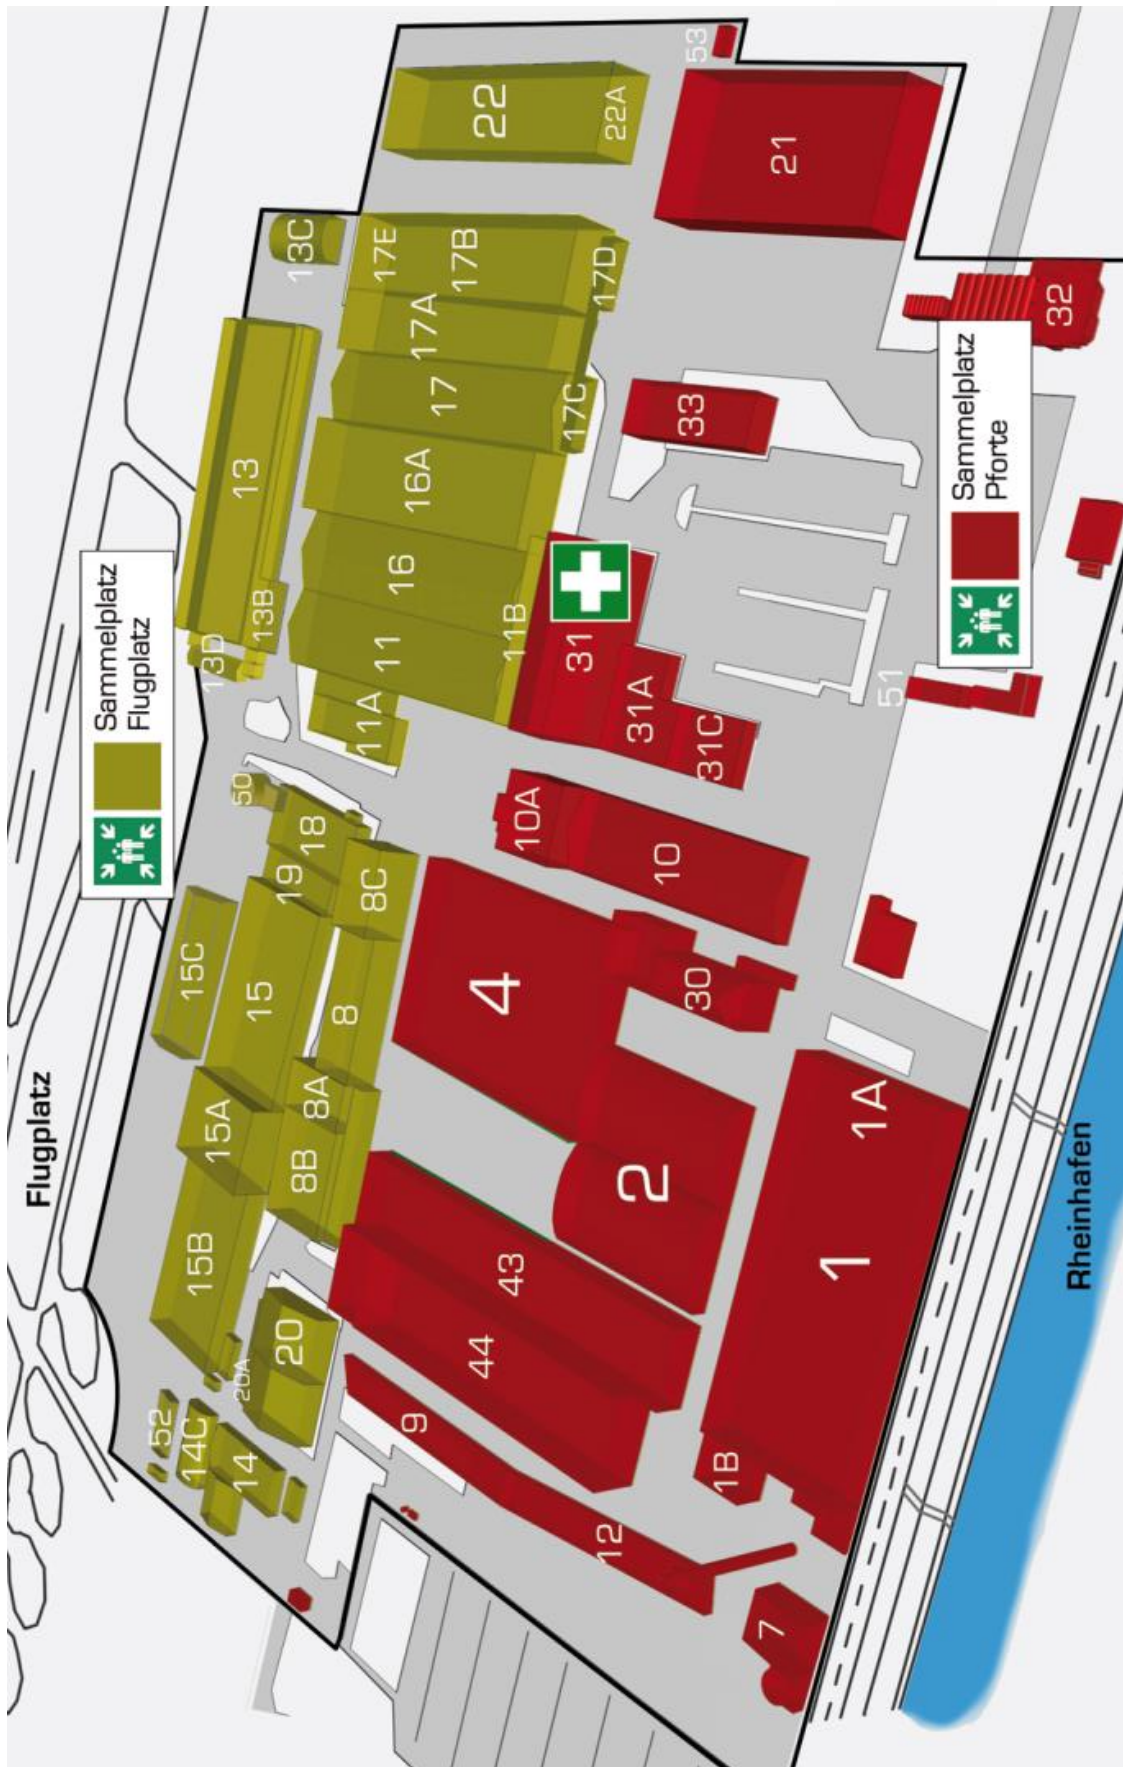 Flugplatz
Sammelplatz
Flugplatz
53
22
22A
21
13C
17E
17B
17D
17A
17
17C
16A
16
13
13B
13D
11
11A
11B
31
31A
31C
33
32
Sammelplatz
Pforte
51
50
18
19
8C
10A
10
15C
15
8
4
30
15A
8A
8B
2
1A
15B
43
1
20
20A
44
52
14C
14
9
1B
12
7
Rheinhafen